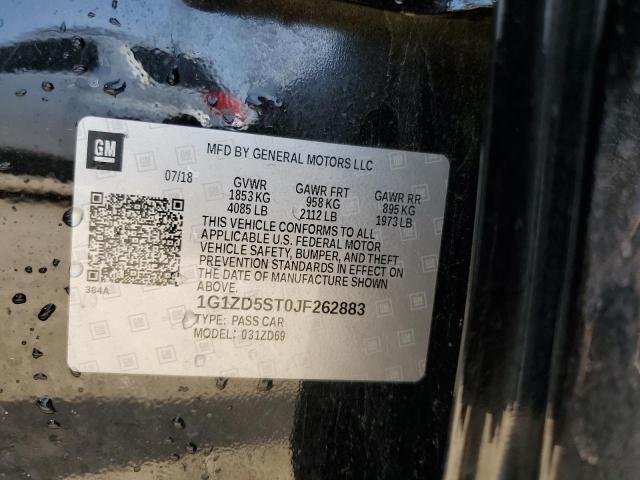 GM
MFD BY GENERAL MOTORS LLC
07/18
GVWR GAWR FRT GAWR RR
1853 KG 958 KG 895 KG
4085 LB 2112 LB 1973 LB
THIS VEHICLE CONFORMS TO ALL
APPLICABLE U.S. FEDERAL MOTOR
VEHICLE SAFETY, BUMPER, AND THEFT
PREVENTION STANDARDS IN EFFECT ON
THE DATE OF MANUFACTURE SHOWN
ABOVE.
384A
1G1ZD5ST0JF262883
TYPE: PASS CAR
MODEL: 031ZD69